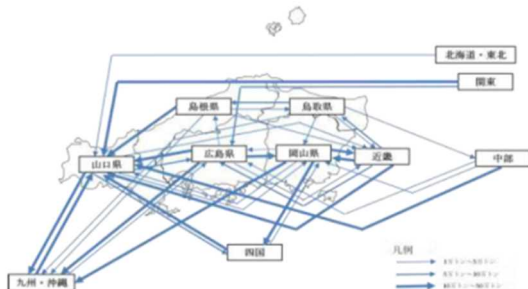 北海道・東北
関東
島根県
鳥取県
山口県
広島県
岡山県
近畿
中部
四国
九州・沖縄
凡例